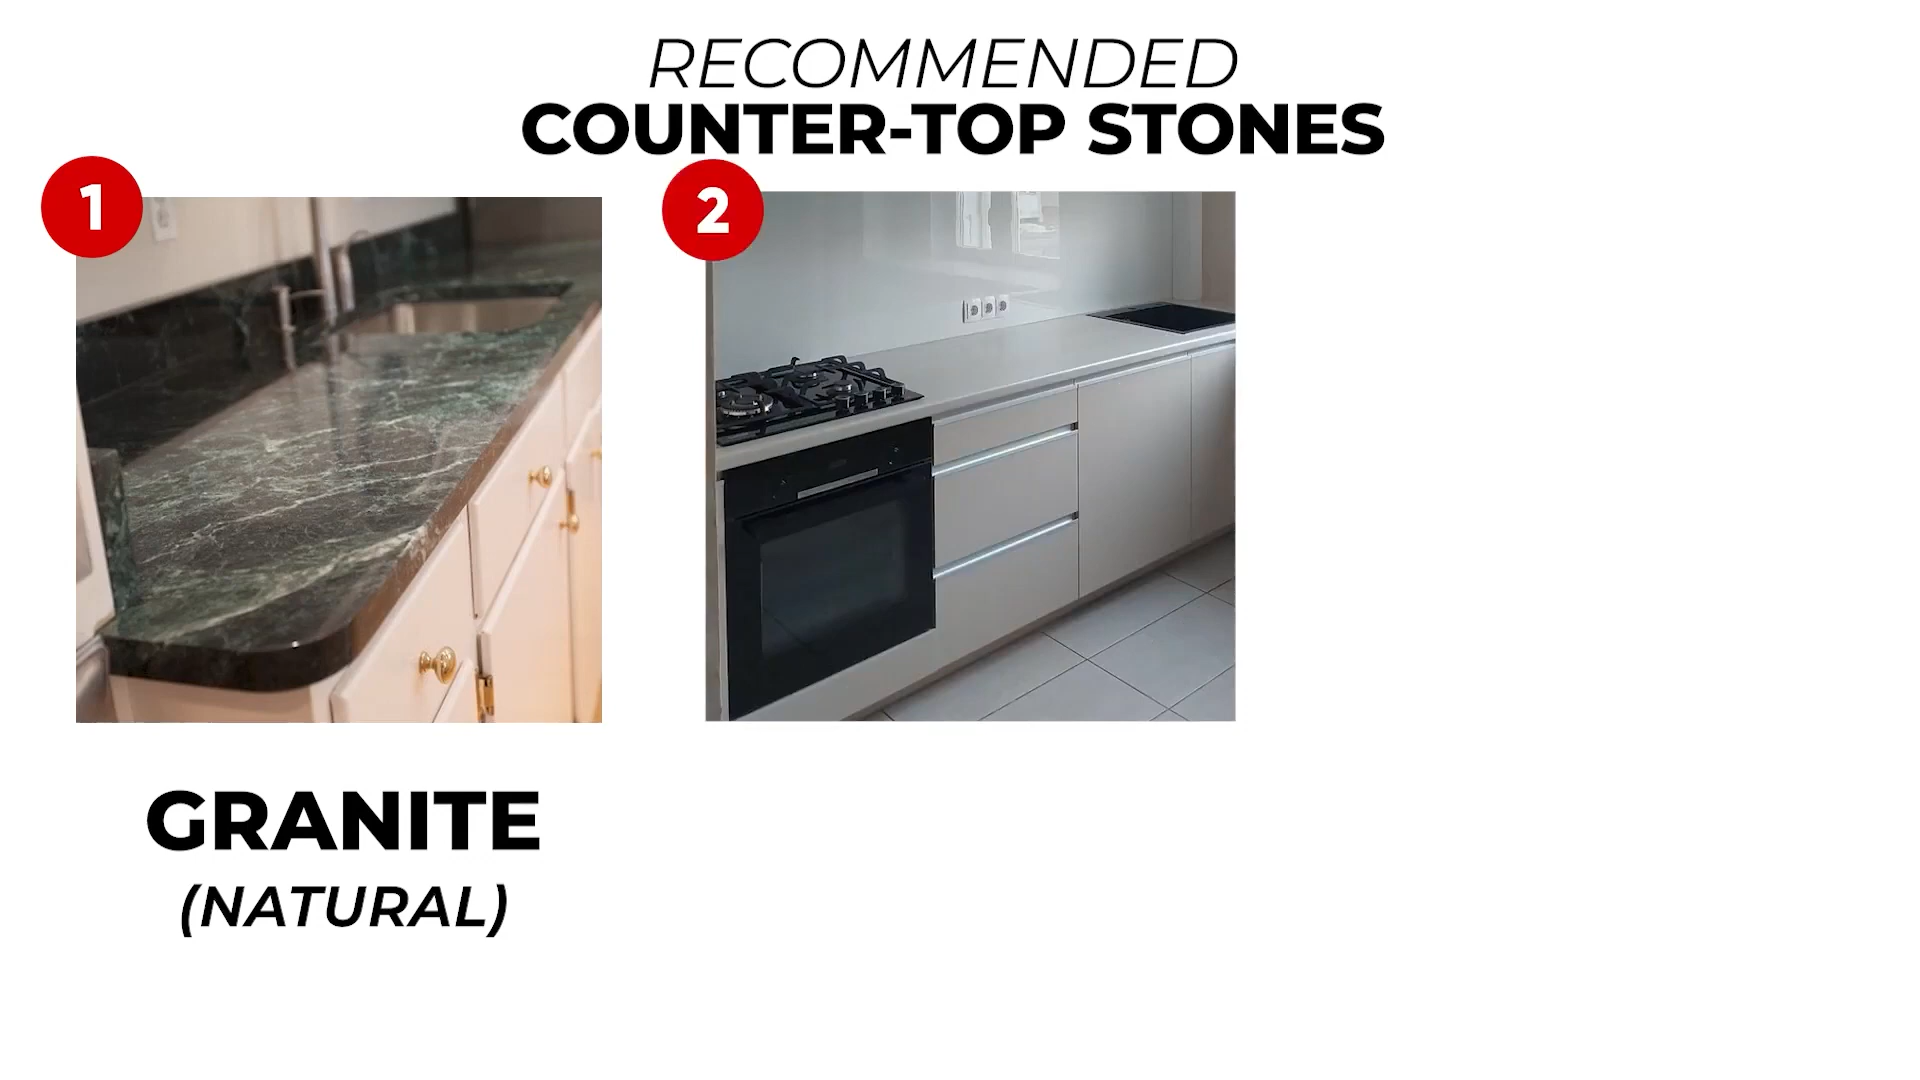 RECOMMENDED
COUNTER-TOP STONES
1
2
GRANITE
(NATURAL)